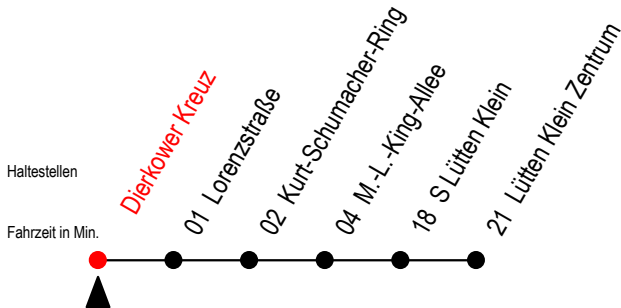 Haltestellen
Fahrzeit in Min.
Dierkower Kreuz
01 Lorenzstraße
02 Kurt-Schumacher-Ring
04 M.-L.-King-Allee
18 S Lütten Klein
21 Lütten Klein Zentrum